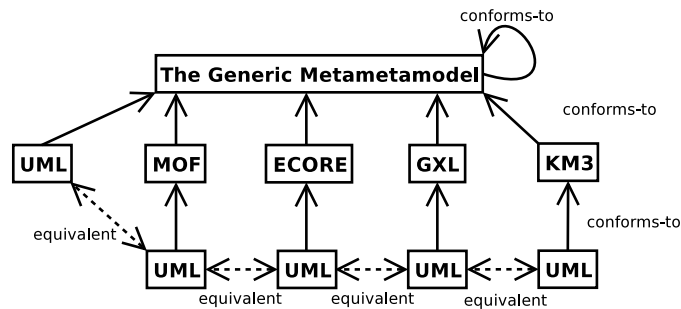 conforms-to
The Generic Metametamodel
conforms-to
UML
MOF
ECORE
GXL
KM3
conforms-to
equivalent
UML
UML
UML
UML
equivalent
equivalent
equivalent